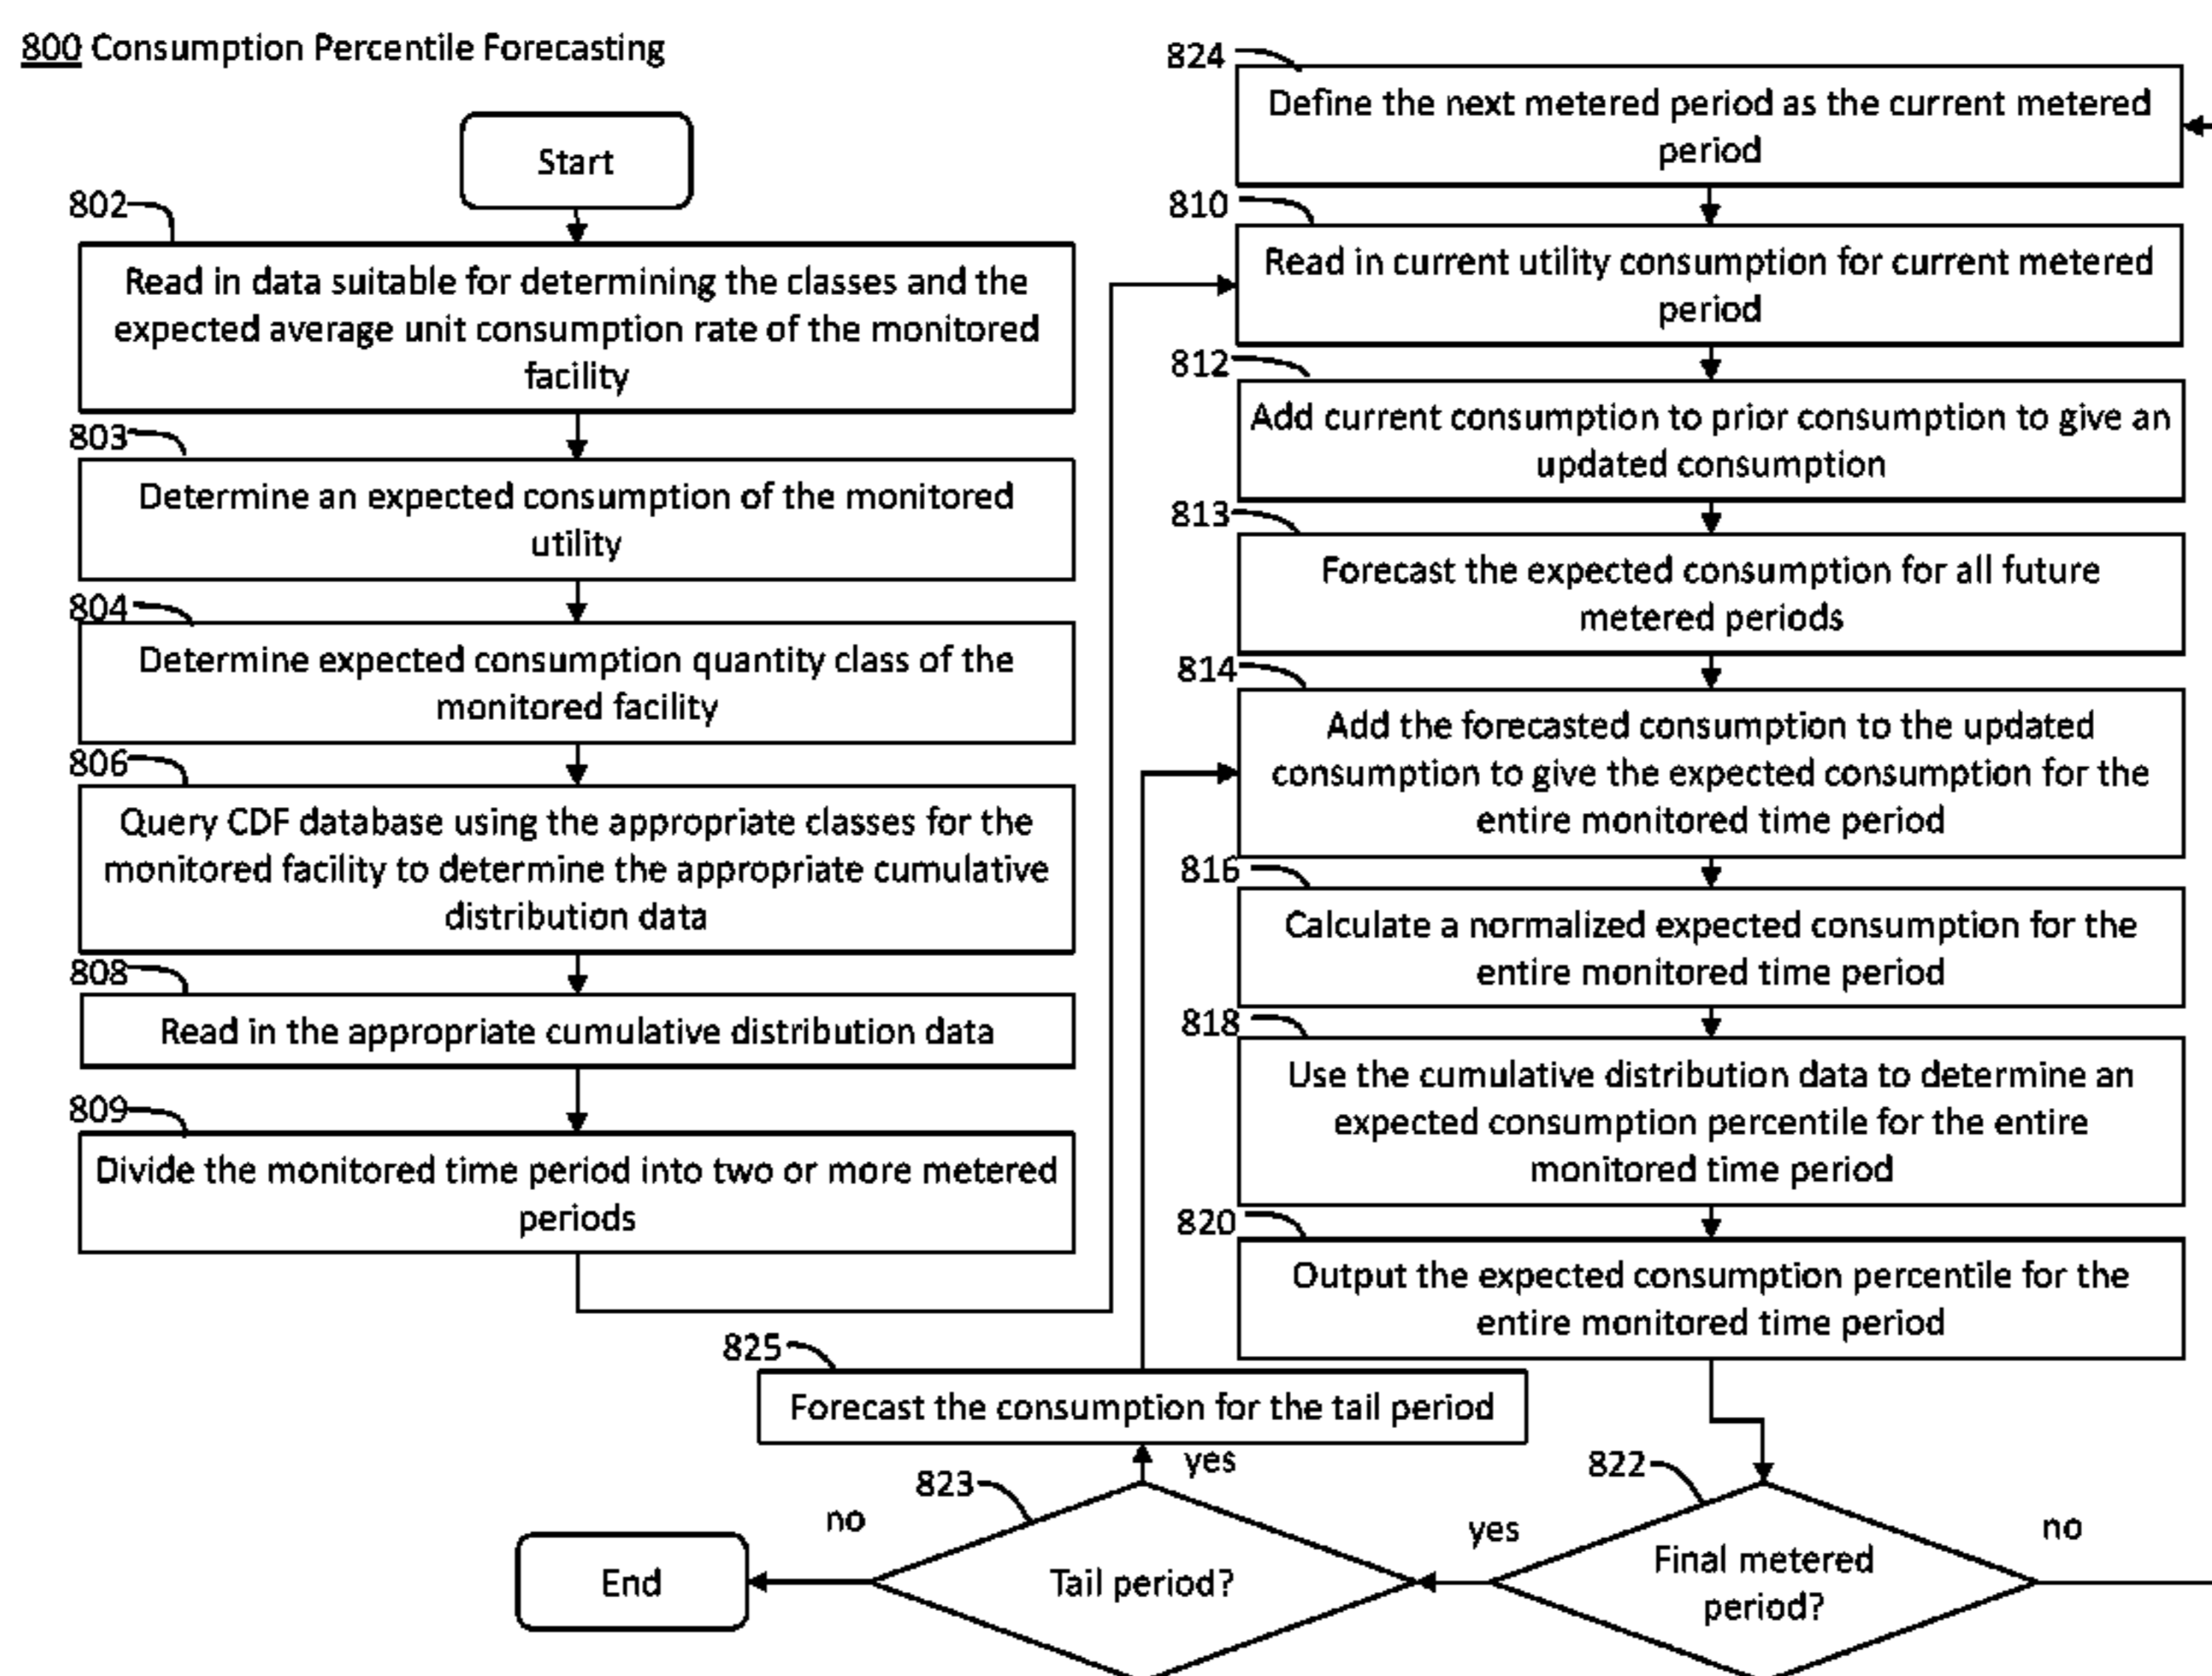 800 Consumption Percentile Forecasting
Start
802
Read in data suitable for determining the classes and the
expected average unit consumption rate of the monitored
facility
803
Determine an expected consumption of the monitored
utility
804
Determine expected consumption quantity class of the
monitored facility
806
Query CDF database using the appropriate classes for the
monitored facility to determine the appropriate cumulative
distribution data
808
Read in the appropriate cumulative distribution data
809
Divide the monitored time period into two or more metered
periods
824
Define the next metered period as the current metered
period
810
Read in current utility consumption for current metered
period
812
Add current consumption to prior consumption to give an
updated consumption
813
Forecast the expected consumption for all future
metered periods
814
Add the forecasted consumption to the updated
consumption to give the expected consumption for the
entire monitored time period
816
Calculate a normalized expected consumption for the
entire monitored time period
818
Use the cumulative distribution data to determine an
expected consumption percentile for the entire
monitored time period
820
Output the expected consumption percentile for the
entire monitored time period
822
Final metered
period?
no
yes
823
Tail period?
yes
825
Forecast the consumption for the tail period
no
End